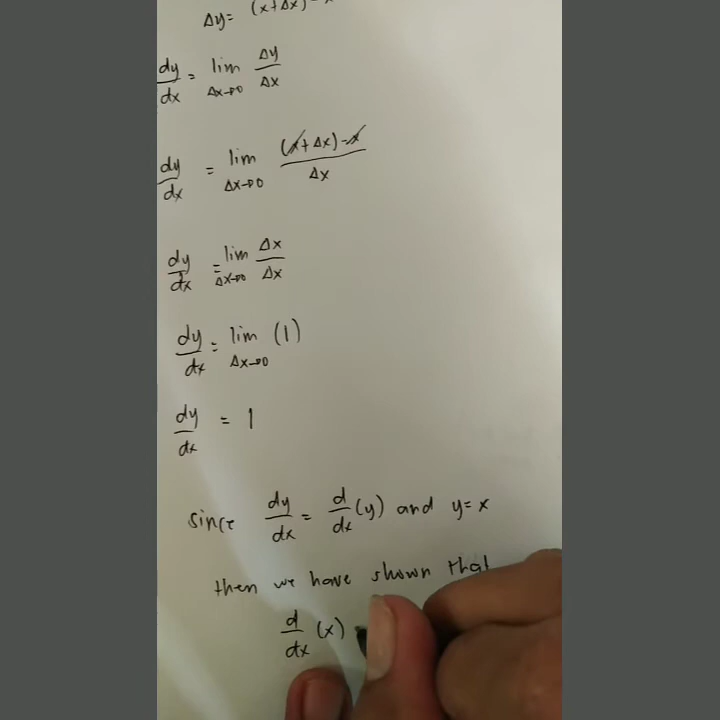 Δy= (x+Δx)-x
dy/dx = lim Δx→0 Δy/Δx
dy/dx = lim Δx→0 (x+Δx)-x/Δx
dy/dx = lim Δx→0 Δx/Δx
dy/dx = lim Δx→0 (1)
dy/dx = 1
since dy/dx = d/dx (y) and y=x
then we have shown that
d/dx (x)